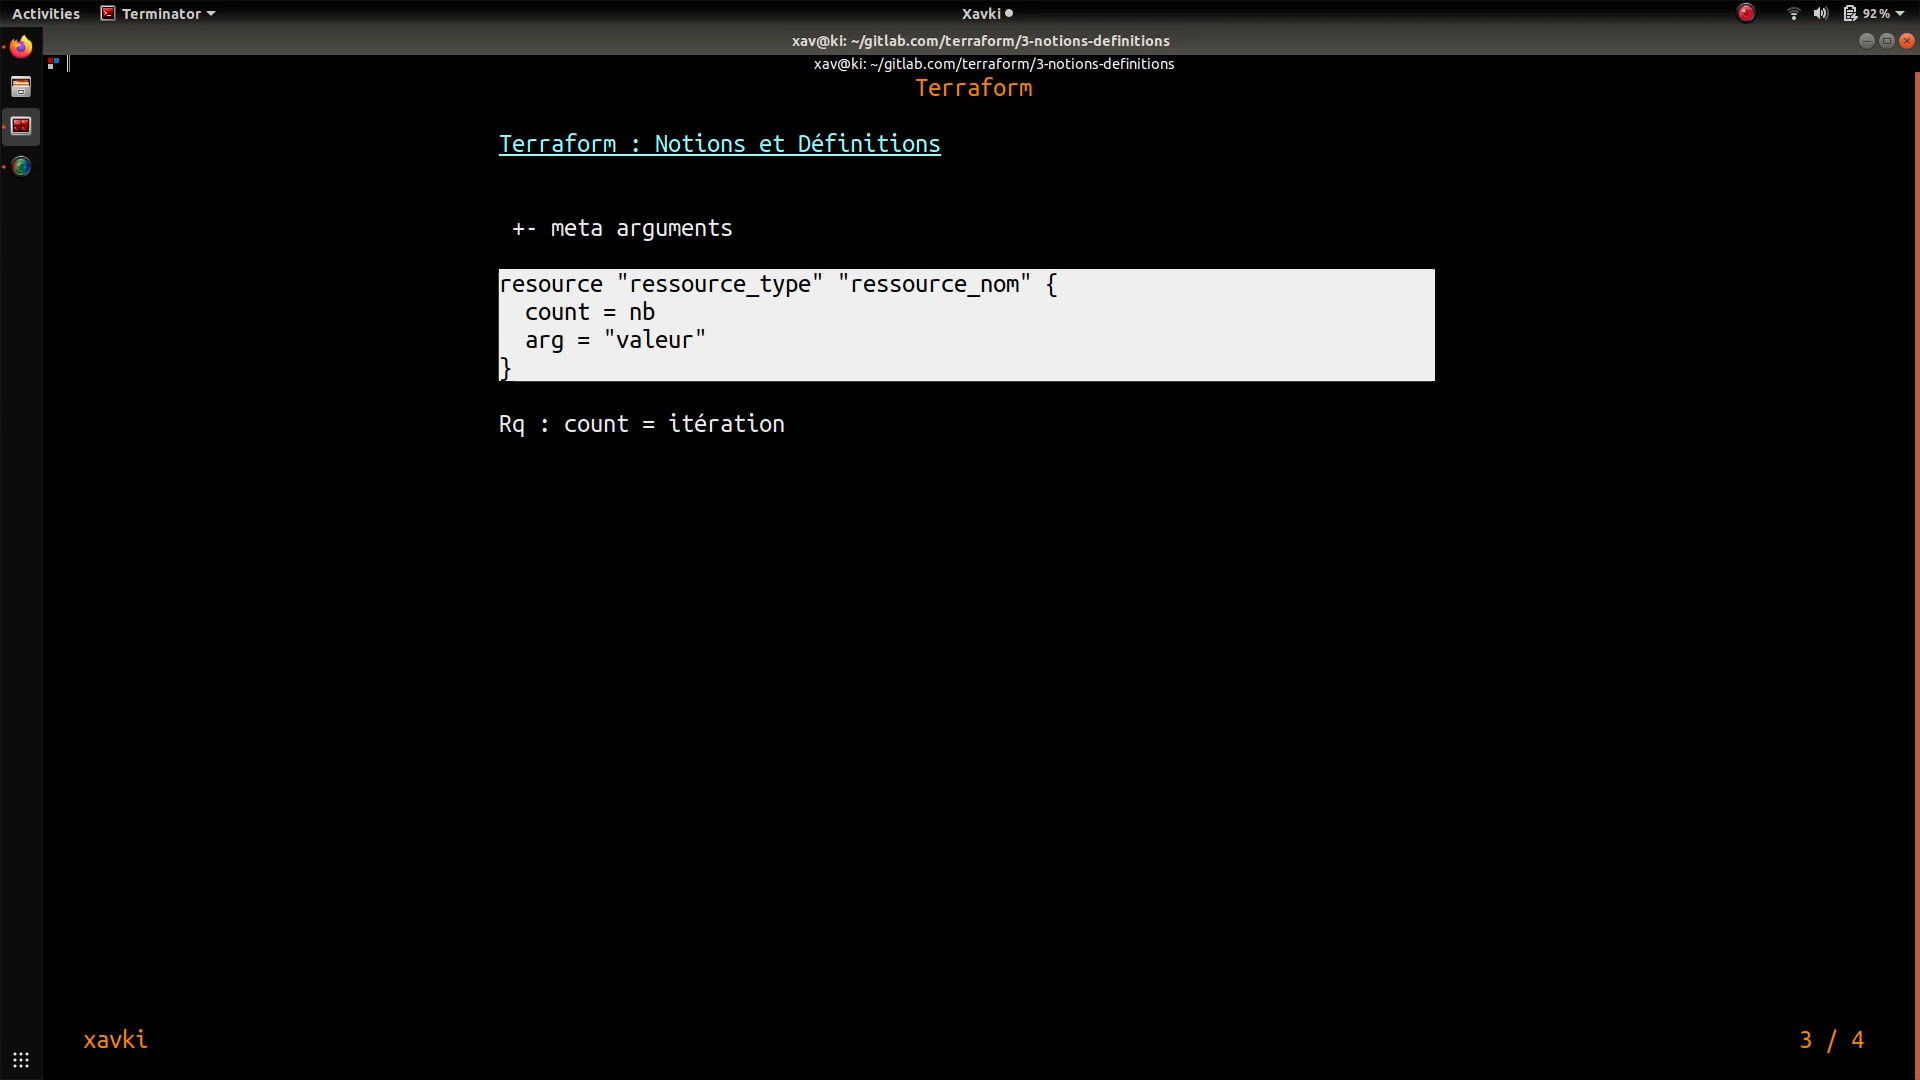 Activities Terminator Xavki 92%
xav@ki: ~/gitlab.com/terraform/3-notions-definitions
xav@ki: ~/gitlab.com/terraform/3-notions-definitions
Terraform
Terraform : Notions et Définitions
+- meta arguments
resource "ressource_type" "ressource_nom" {
  count = nb
  arg = "valeur"
}
Rq : count = itération
xavki 3 / 4